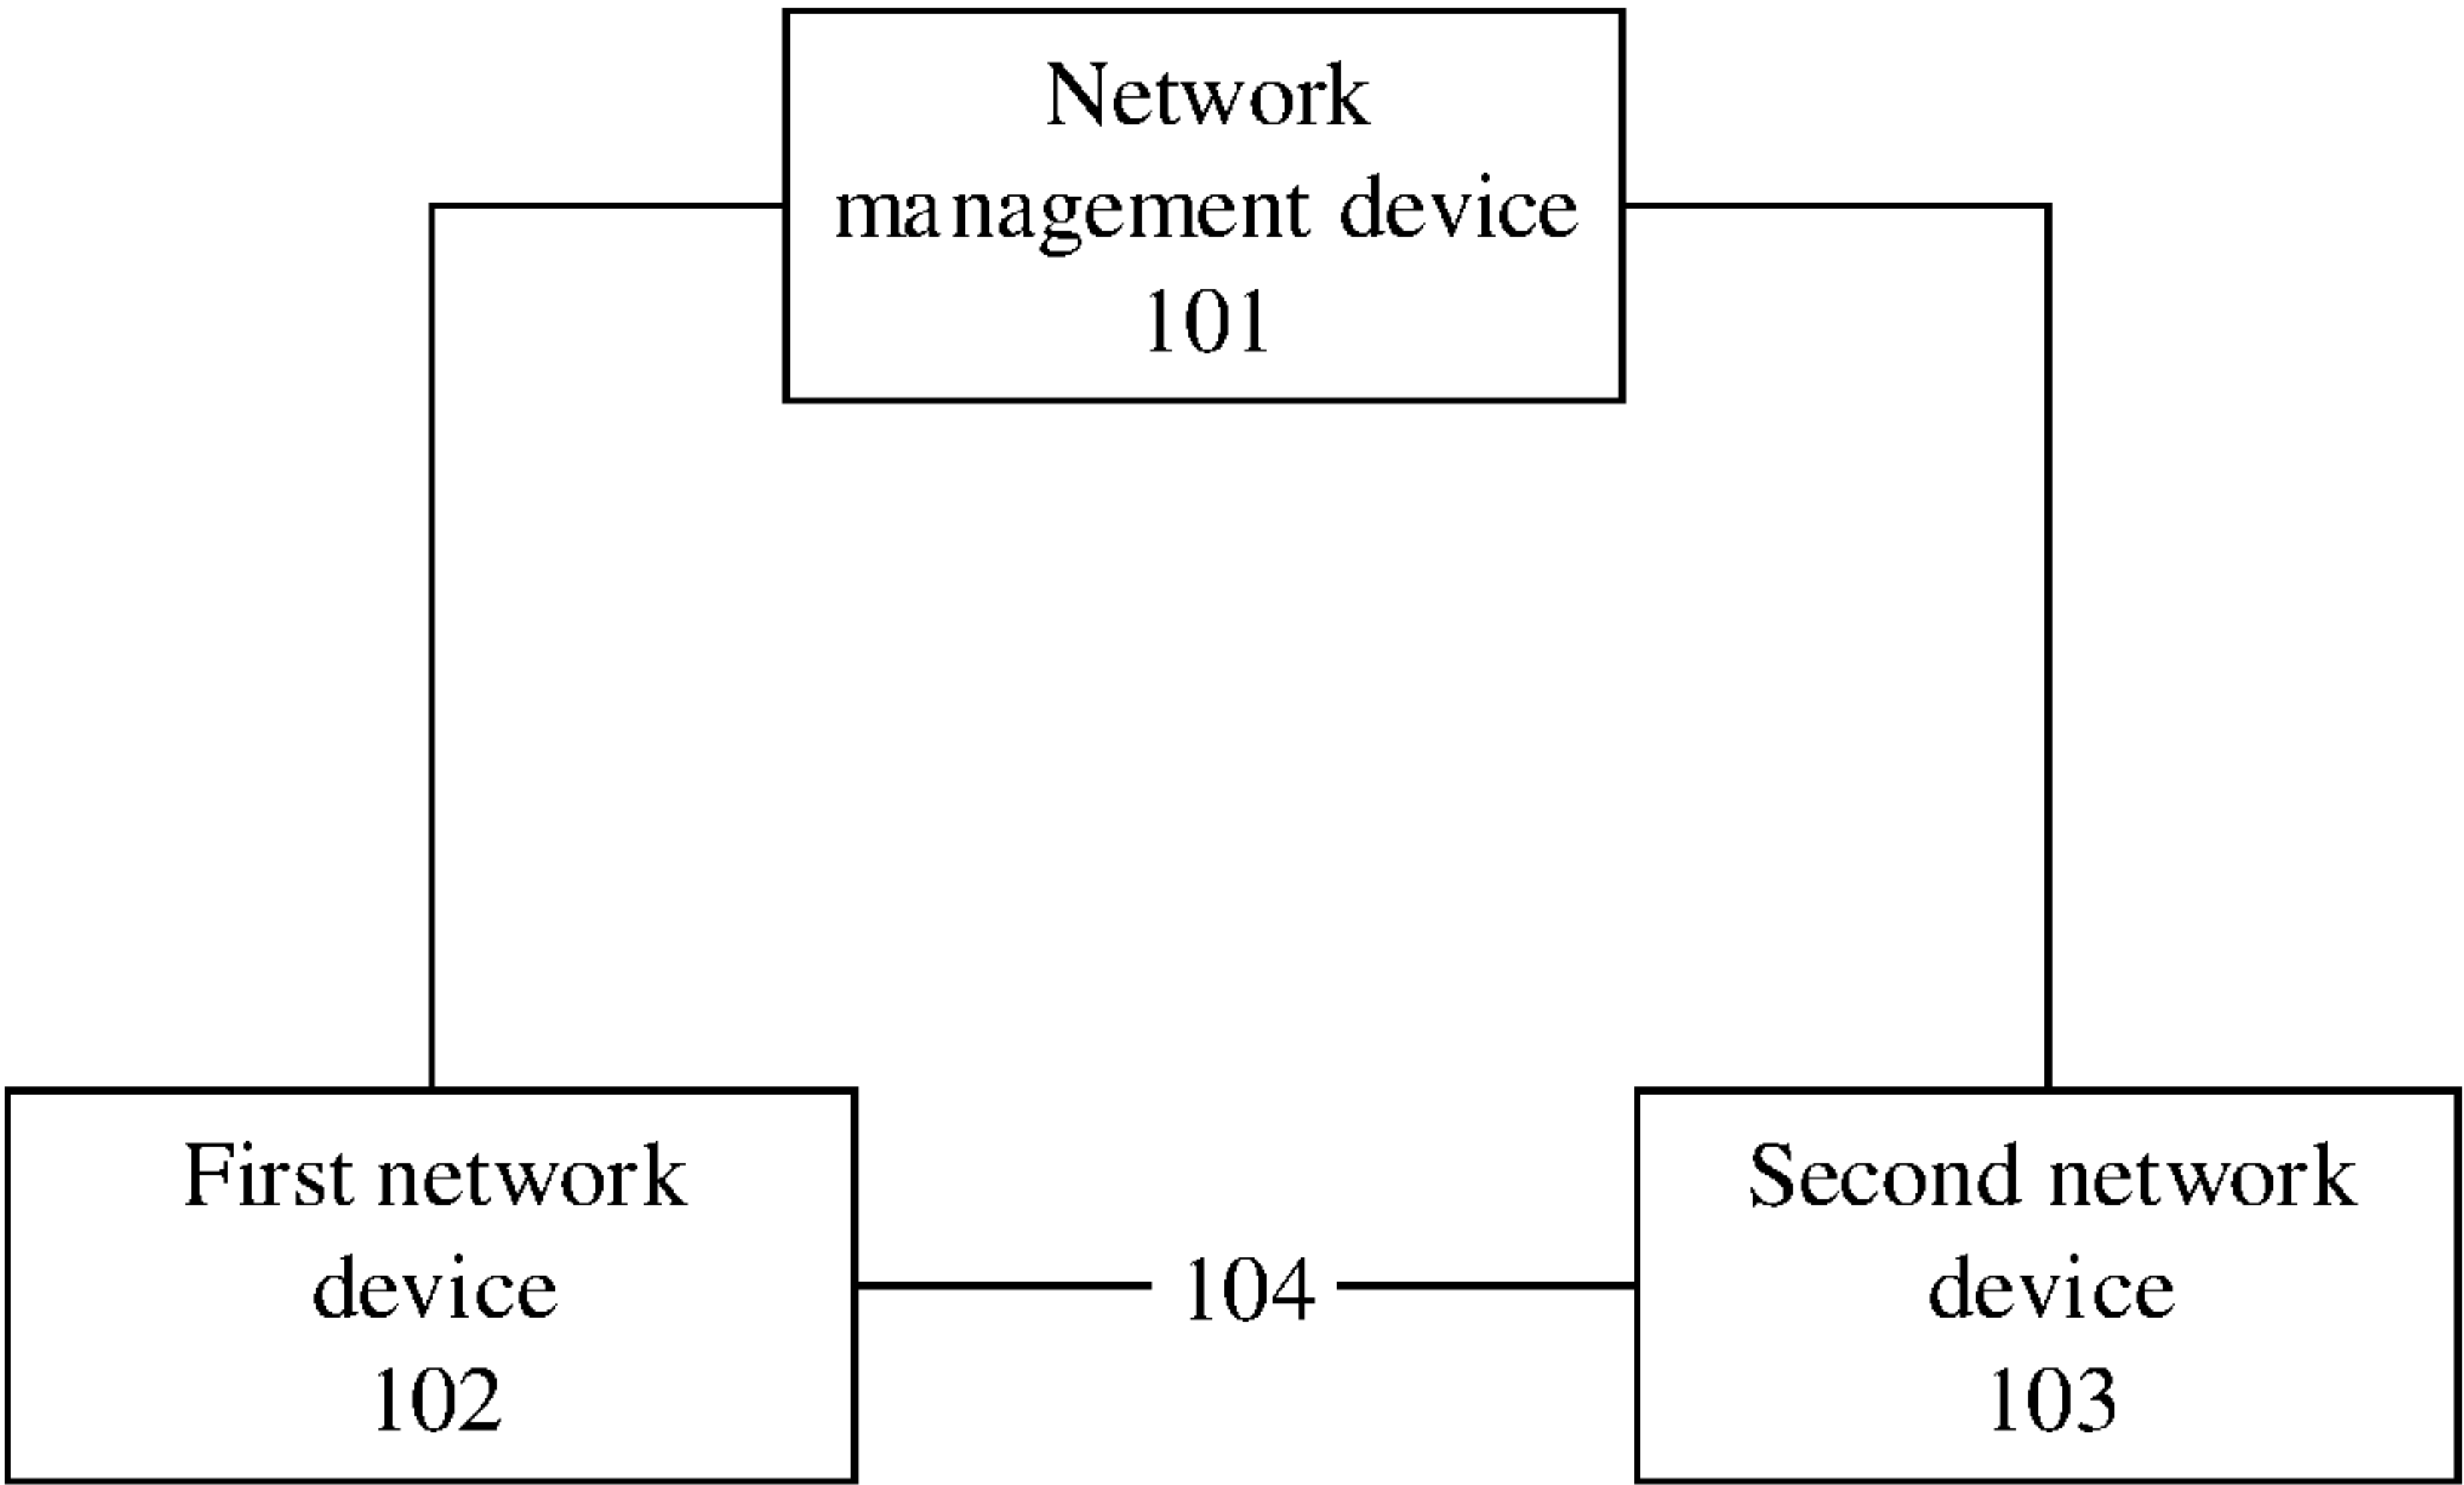 Network
management device
101
First network
device
102
104
Second network
device
103